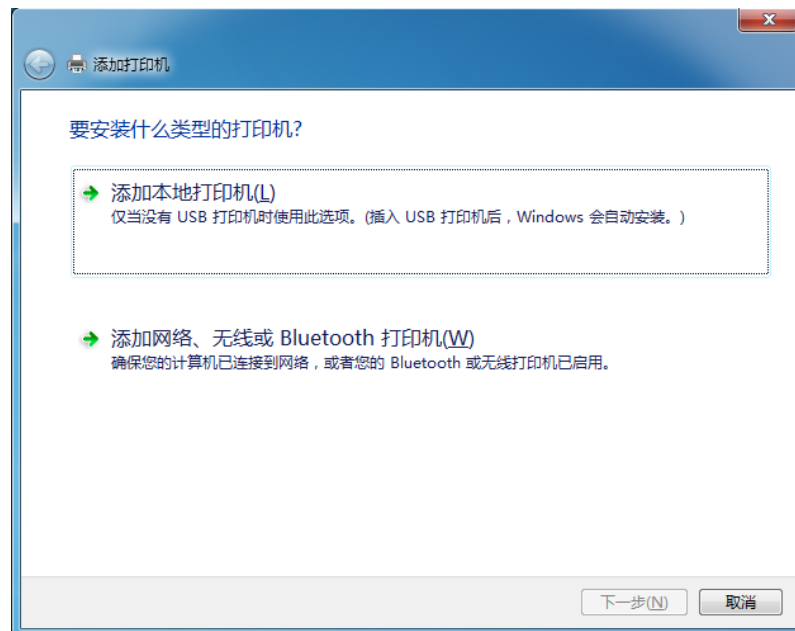 添加打印机
要安装什么类型的打印机?
添加本地打印机(L)
仅当没有 USB 打印机时使用此选项。(插入 USB 打印机后，Windows 会自动安装。)
添加网络、无线或 Bluetooth 打印机(W)
确保您的计算机已连接到网络，或者您的 Bluetooth 或无线打印机已启用。
下一步(N)
取消